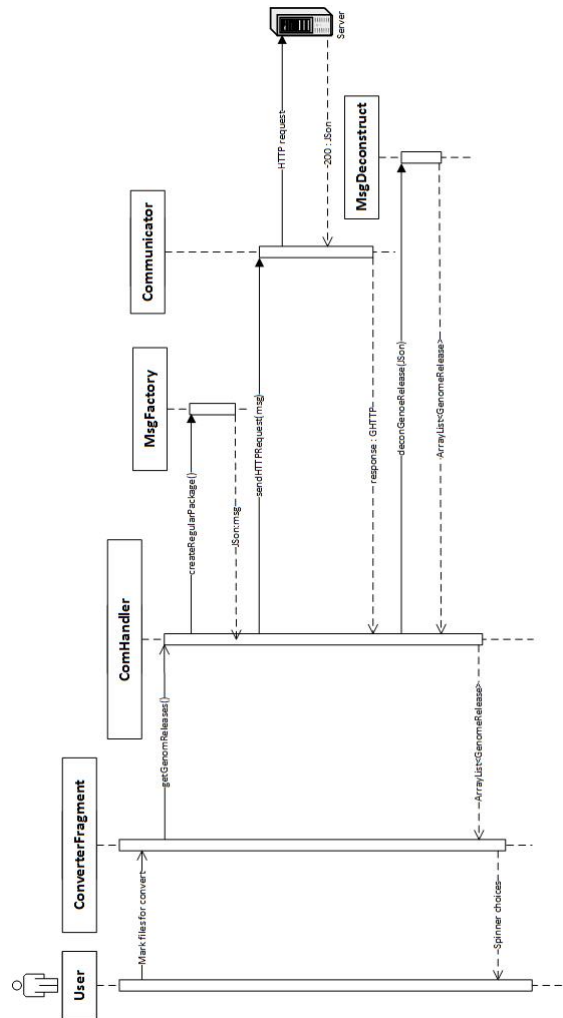 User
ConverterFragment
ComHandler
MsgFactory
Communicator
MsgDeconstruct
Server
Mark files for convert
getGenomReleases()
createRegularPackage()
JSon:msg
sendHTTPRequest(msg)
HTTP request
200 : JSon
response : GHTTP
deconGenoeRelease(JSon)
ArrayList<GenomeRelease>
ArrayList<GenomeRelease>
Spinner choices